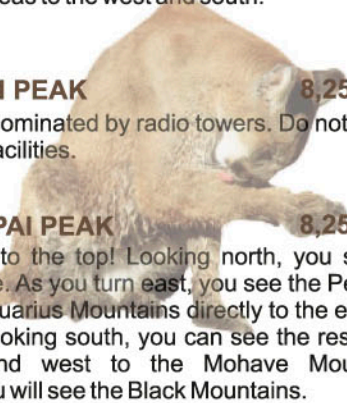 eas to the west and south.
I PEAK 8,25
ominated by radio towers. Do not
acilities.
PAI PEAK 8,25
to the top! Looking north, you s
e. As you turn east, you see the Pe
uarius Mountains directly to the e
ooking south, you can see the res
nd west to the Mohave Mou
u will see the Black Mountains.